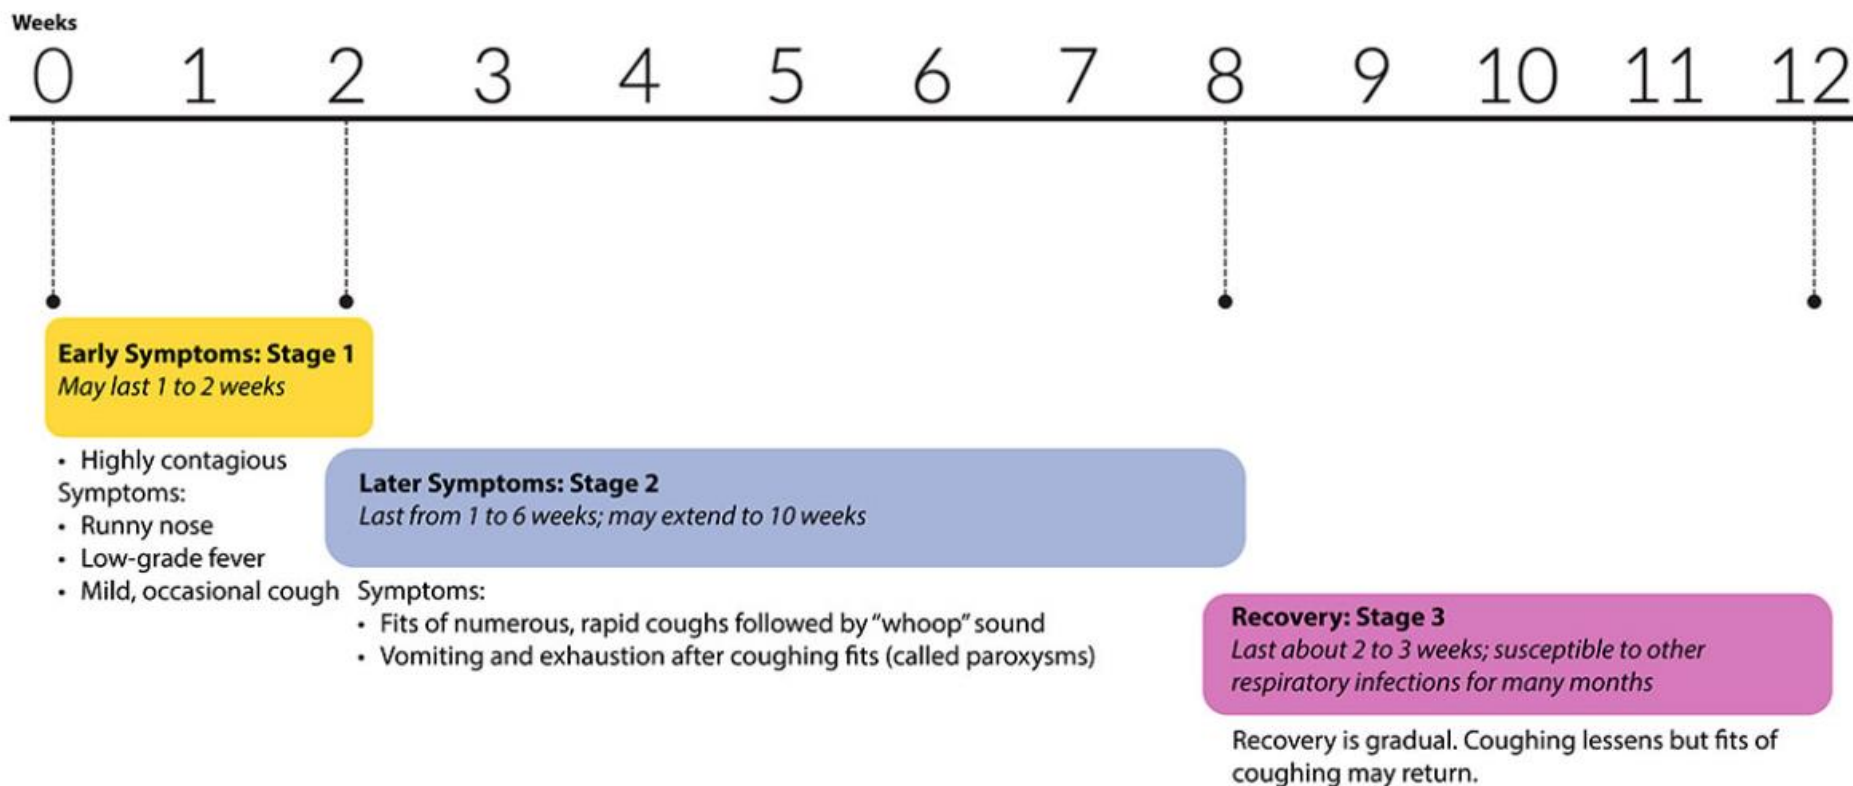 Weeks
0 1 2 3 4 5 6 7 8 9 10 11 12
Early Symptoms: Stage 1
May last 1 to 2 weeks
• Highly contagious
Symptoms:
• Runny nose
• Low-grade fever
• Mild, occasional cough
Later Symptoms: Stage 2
Last from 1 to 6 weeks; may extend to 10 weeks
Symptoms:
• Fits of numerous, rapid coughs followed by “whoop” sound
• Vomiting and exhaustion after coughing fits (called paroxysms)
Recovery: Stage 3
Last about 2 to 3 weeks; susceptible to other
respiratory infections for many months
Recovery is gradual. Coughing lessens but fits of
coughing may return.